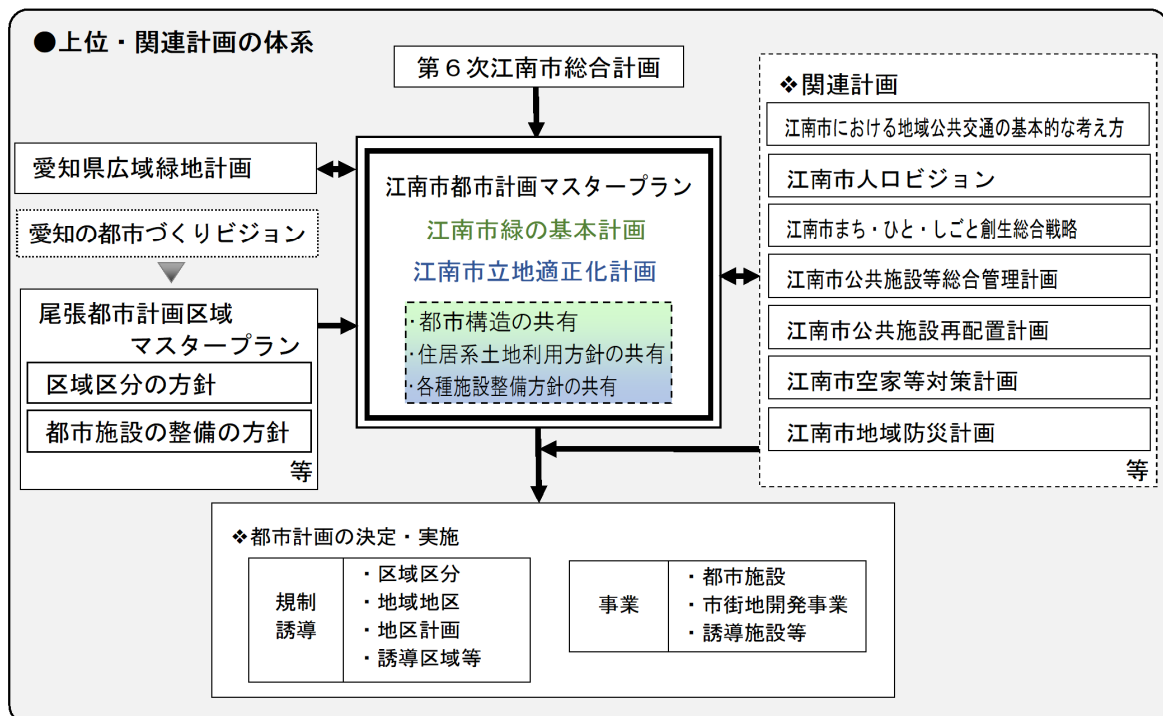 ●上位・関連計画の体系
第６次江南市総合計画
愛知県広域緑地計画
愛知の都市づくりビジョン
尾張都市計画区域
マスタープラン
区域区分の方針
都市施設の整備の方針
等
江南市都市計画マスタープラン
江南市緑の基本計画
江南市立地適正化計画
・都市構造の共有
・住居系土地利用方針の共有
・各種施設整備方針の共有
❖関連計画
江南市における地域公共交通の基本的な考え方
江南市人口ビジョン
江南市まち・ひと・しごと創生総合戦略
江南市公共施設等総合管理計画
江南市公共施設再配置計画
江南市空家等対策計画
江南市地域防災計画
等
❖都市計画の決定・実施
規制
誘導
・区域区分
・地域地区
・地区計画
・誘導区域等
事業
・都市施設
・市街地開発事業
・誘導施設等